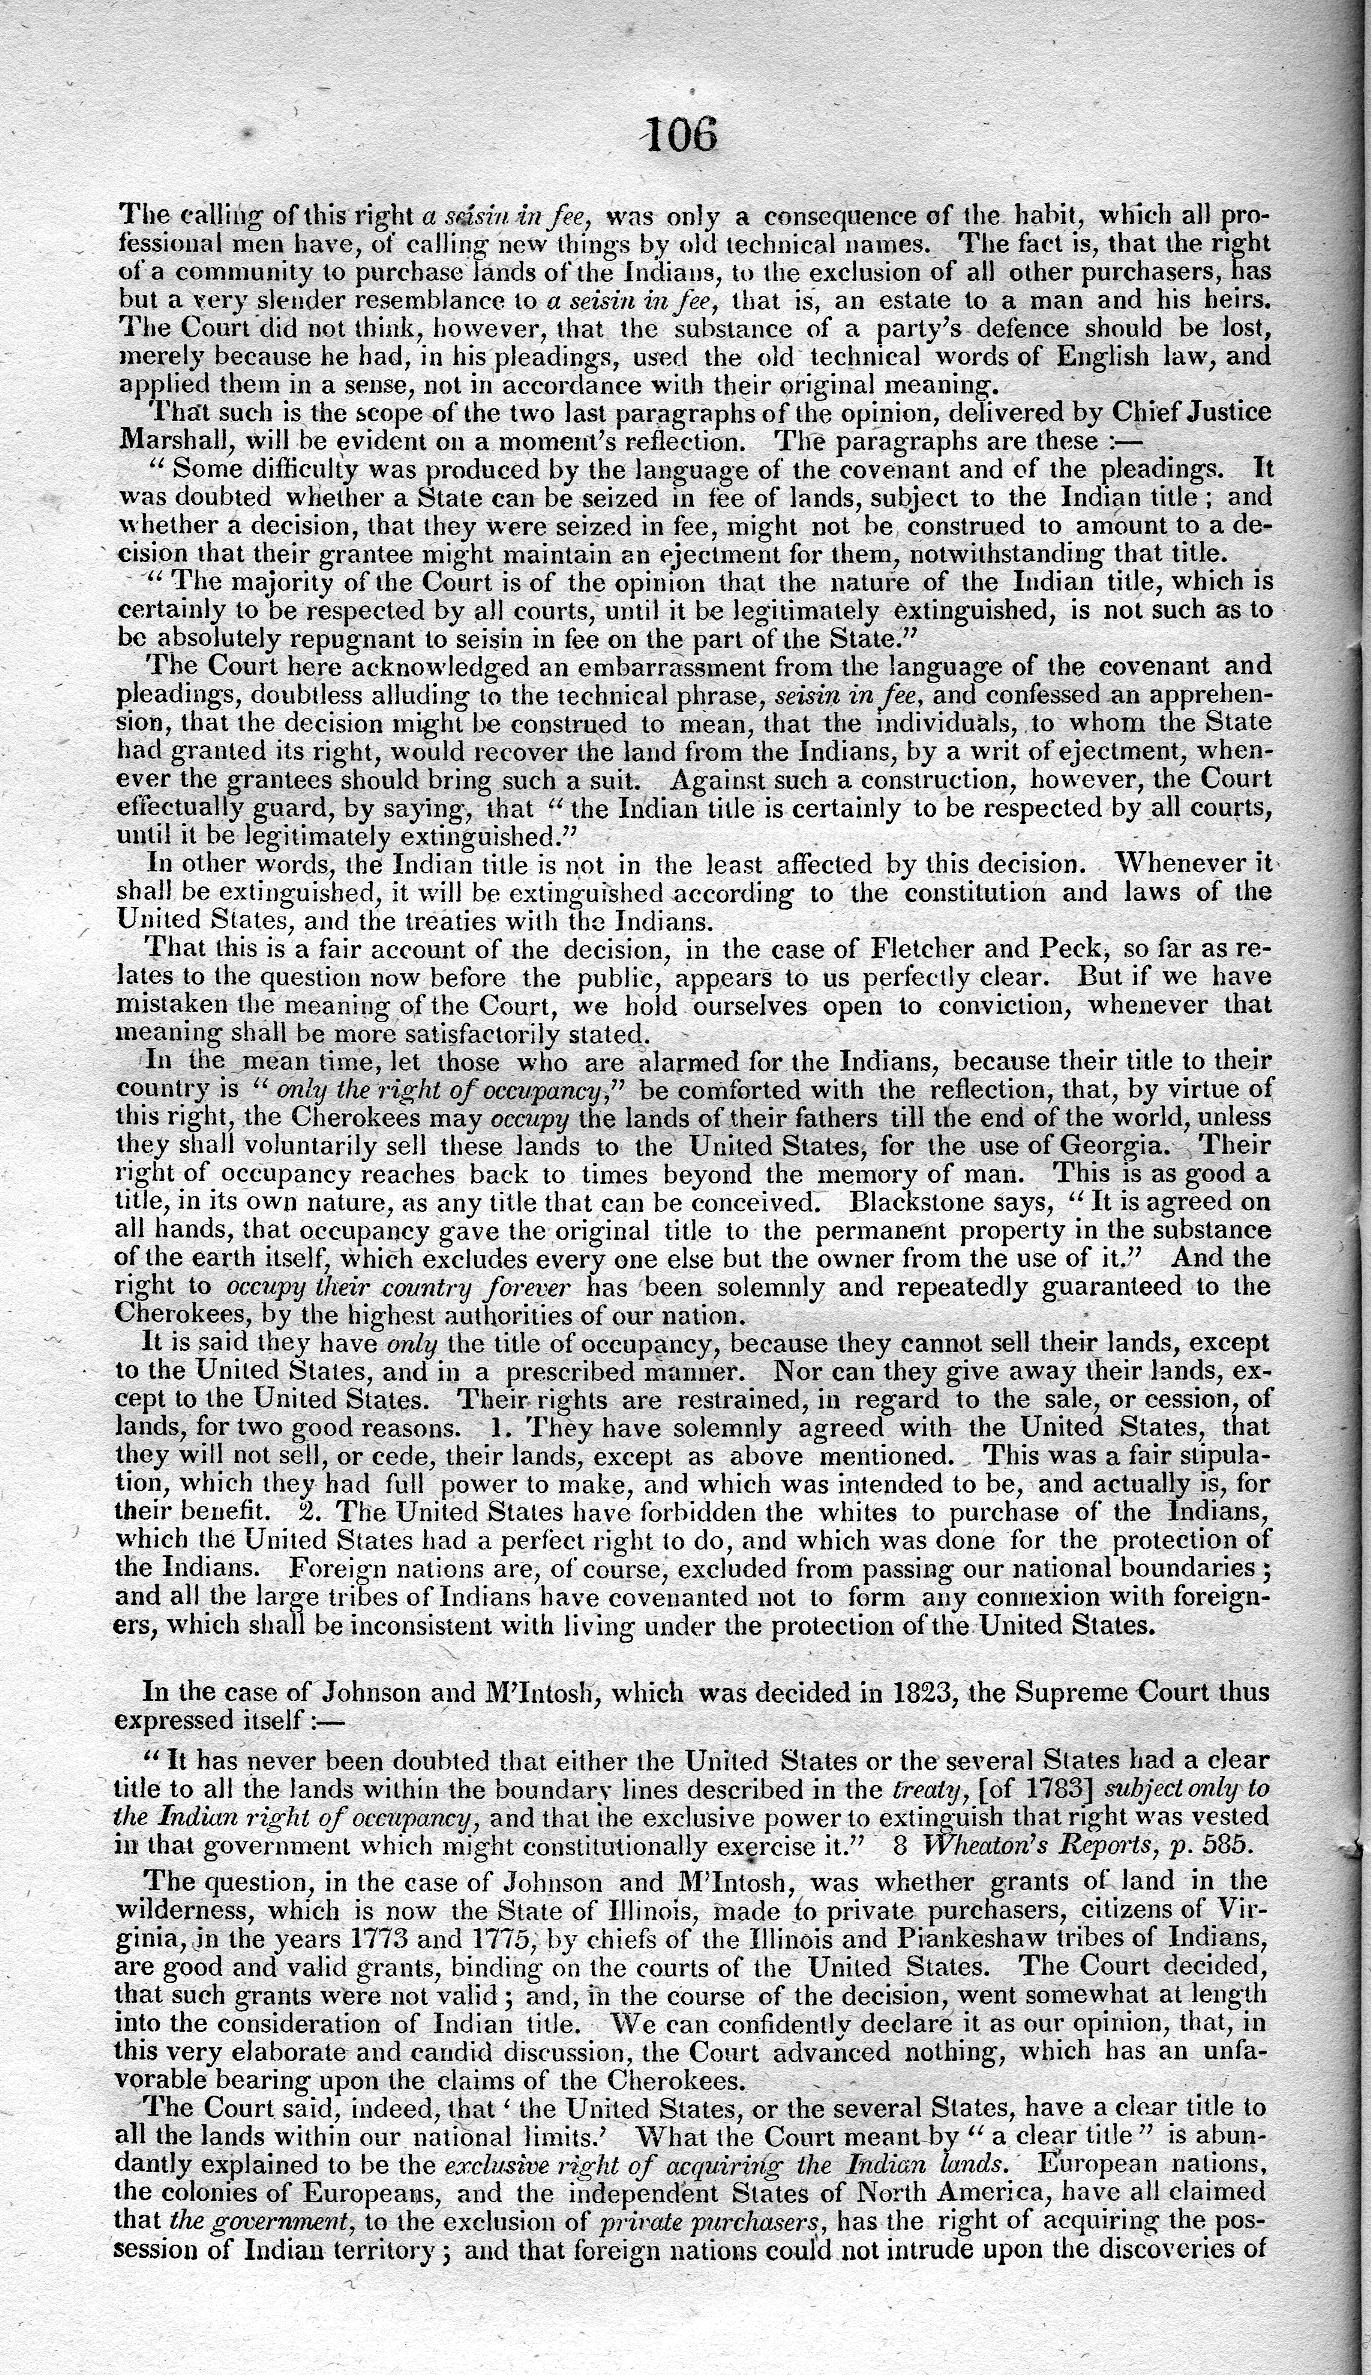 106
The calling of this right a seisin in fee, was only a consequence of the habit, which all pro-
fessional men have, of calling new things by old technical names. The fact is, that the right
of a community to purchase lands of the Indians, to the exclusion of all other purchasers, has
but a very slender resemblance to a seisin in fee, that is, an estate to a man and his heirs.
The Court did not think, however, that the substance of a party's defence should be lost,
merely because he had, in his pleadings, used the old technical words of English law, and
applied them in a sense, not in accordance with their original meaning.
That such is the scope of the two last paragraphs of the opinion, delivered by Chief Justice
Marshall, will be evident on a moment's reflection. The paragraphs are these :—
“ Some difficulty was produced by the language of the covenant and of the pleadings. It
was doubted whether a State can be seized in fee of lands, subject to the Indian title ; and
whether a decision, that they were seized in fee, might not be construed to amount to a de-
cision that their grantee might maintain an ejectment for them, notwithstanding that title.
“ The majority of the Court is of the opinion that the nature of the Indian title, which is
certainly to be respected by all courts, until it be legitimately extinguished, is not such as to
be absolutely repugnant to seisin in fee on the part of the State.”
The Court here acknowledged an embarrassment from the language of the covenant and
pleadings, doubtless alluding to the technical phrase, seisin in fee, and confessed an apprehen-
sion, that the decision might be construed to mean, that the individuals, to whom the State
had granted its right, would recover the land from the Indians, by a writ of ejectment, when-
ever the grantees should bring such a suit. Against such a construction, however, the Court
effectually guard, by saying, that “ the Indian title is certainly to be respected by all courts,
until it be legitimately extinguished.”
In other words, the Indian title is not in the least affected by this decision. Whenever it
shall be extinguished, it will be extinguished according to the constitution and laws of the
United States, and the treaties with the Indians.
That this is a fair account of the decision, in the case of Fletcher and Peck, so far as re-
lates to the question now before the public, appears to us perfectly clear. But if we have
mistaken the meaning of the Court, we hold ourselves open to conviction, whenever that
meaning shall be more satisfactorily stated.
In the mean time, let those who are alarmed for the Indians, because their title to their
country is “ only the right of occupancy,” be comforted with the reflection, that, by virtue of
this right, the Cherokees may occupy the lands of their fathers till the end of the world, unless
they shall voluntarily sell these lands to the United States, for the use of Georgia. Their
right of occupancy reaches back to times beyond the memory of man. This is as good a
title, in its own nature, as any title that can be conceived. Blackstone says, “ It is agreed on
all hands, that occupancy gave the original title to the permanent property in the substance
of the earth itself, which excludes every one else but the owner from the use of it.” And the
right to occupy their country forever has been solemnly and repeatedly guaranteed to the
Cherokees, by the highest authorities of our nation.
It is said they have only the title of occupancy, because they cannot sell their lands, except
to the United States, and in a prescribed manner. Nor can they give away their lands, ex-
cept to the United States. Their rights are restrained, in regard to the sale, or cession, of
lands, for two good reasons. 1. They have solemnly agreed with the United States, that
they will not sell, or cede, their lands, except as above mentioned. This was a fair stipula-
tion, which they had full power to make, and which was intended to be, and actually is, for
their benefit. 2. The United States have forbidden the whites to purchase of the Indians,
which the United States had a perfect right to do, and which was done for the protection of
the Indians. Foreign nations are, of course, excluded from passing our national boundaries ;
and all the large tribes of Indians have covenanted not to form any connexion with foreign-
ers, which shall be inconsistent with living under the protection of the United States.
In the case of Johnson and M'Intosh, which was decided in 1823, the Supreme Court thus
expressed itself :—
“ It has never been doubted that either the United States or the several States had a clear
title to all the lands within the boundary lines described in the treaty, [of 1783] subject only to
the Indian right of occupancy, and that the exclusive power to extinguish that right was vested
in that government which might constitutionally exercise it.” 8 Wheaton's Reports, p. 585.
The question, in the case of Johnson and M'Intosh, was whether grants of land in the
wilderness, which is now the State of Illinois, made to private purchasers, citizens of Vir-
ginia, in the years 1773 and 1775, by chiefs of the Illinois and Piankeshaw tribes of Indians,
are good and valid grants, binding on the courts of the United States. The Court decided,
that such grants were not valid ; and, in the course of the decision, went somewhat at length
into the consideration of Indian title. We can confidently declare it as our opinion, that, in
this very elaborate and candid discussion, the Court advanced nothing, which has an unfa-
vorable bearing upon the claims of the Cherokees.
The Court said, indeed, that ‘ the United States, or the several States, have a clear title to
all the lands within our national limits.’ What the Court meant by “ a clear title ” is abun-
dantly explained to be the exclusive right of acquiring the Indian lands. European nations,
the colonies of Europeans, and the independent States of North America, have all claimed
that the government, to the exclusion of private purchasers, has the right of acquiring the pos-
session of Indian territory ; and that foreign nations could not intrude upon the discoveries of